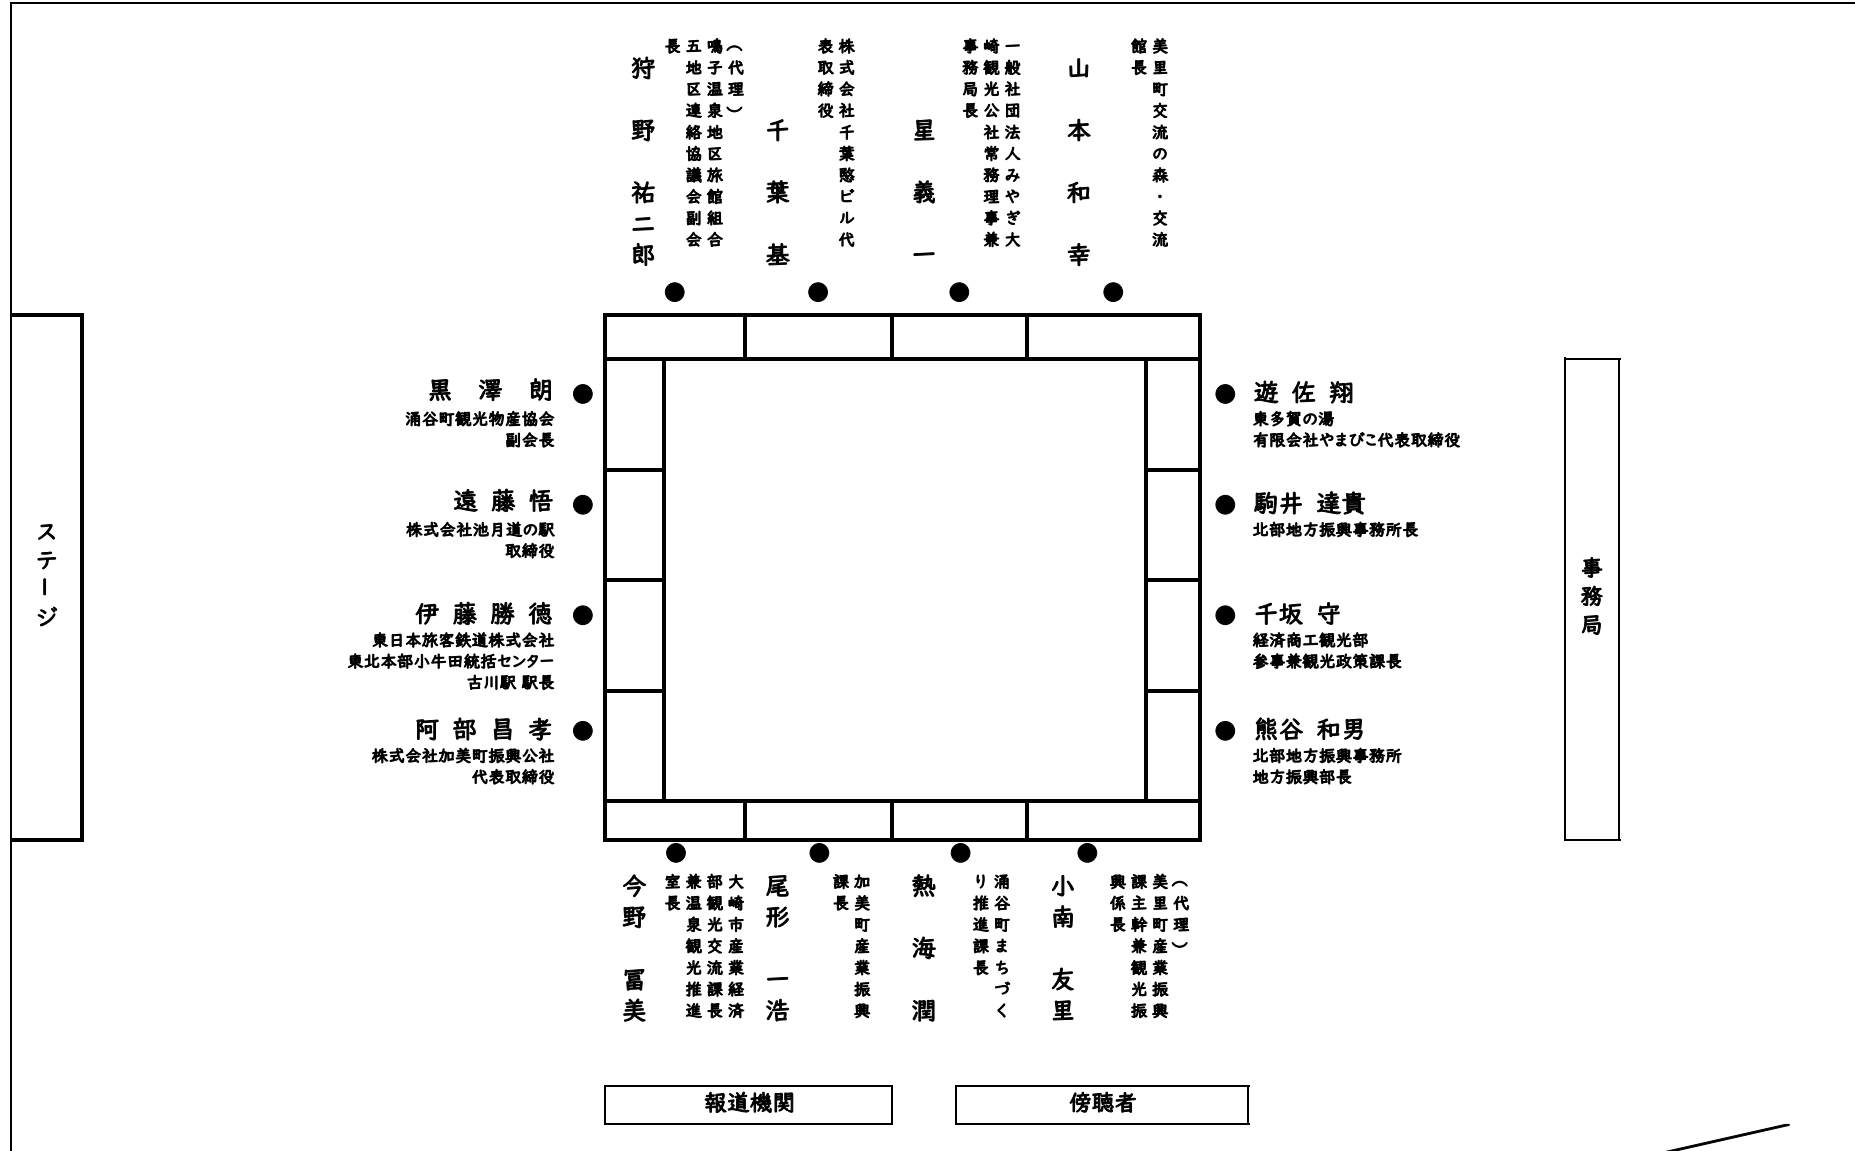 狩野祐二郎
（代理）
鳴子温泉地区旅館組合
五地区連絡協議会副会
長
千葉基
株式会社千葉鶏ビル代
表取締役
星義一
一般社団法人みやぎ大
崎観光公社常務理事兼
事務局長
山本和幸
美里町交流の森・交流
館長
黒澤朗
涌谷町観光物産協会
副会長
遠藤悟
株式会社池月道の駅
取締役
伊藤勝徳
東日本旅客鉄道株式会社
東北本部小牛田統括センター
古川駅 駅長
阿部昌孝
株式会社加美町振興公社
代表取締役
遊佐翔
東多賀の湯
有限会社やまびこ代表取締役
駒井 達貴
北部地方振興事務所長
千坂 守
経済商工観光部
参事兼観光政策課長
熊谷 和男
北部地方振興事務所
地方振興部長
ステージ
事務局
今野 冨美
大崎市産業経済
部観光交流課長
兼温泉観光推進
室長
尾形 一浩
加美町産業振興
課長
熱海潤
涌谷町まちづく
り推進課長
小南 友里
（代理）
美里町産業振興
課主幹兼観光振
興係長
報道機関
傍聴者